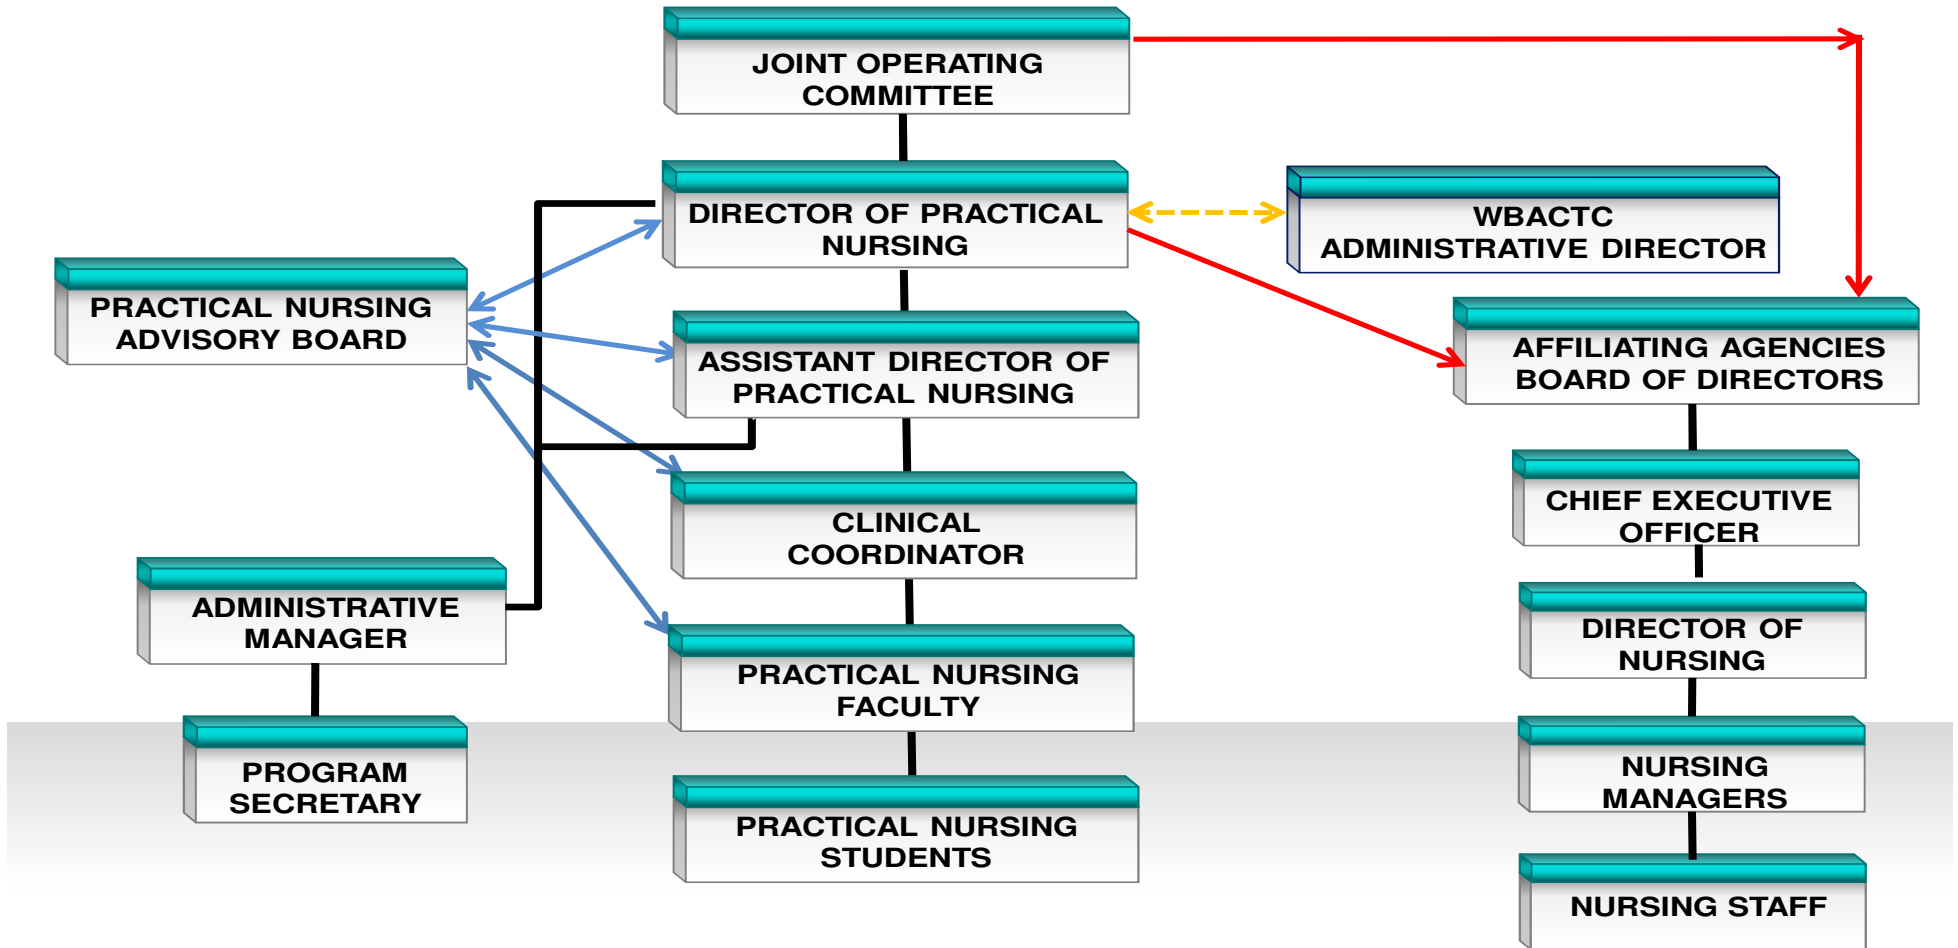 JOINT OPERATING
COMMITTEE
DIRECTOR OF PRACTICAL
NURSING
WBACTC
ADMINISTRATIVE DIRECTOR
PRACTICAL NURSING
ADVISORY BOARD
ASSISTANT DIRECTOR OF
PRACTICAL NURSING
AFFILIATING AGENCIES
BOARD OF DIRECTORS
CLINICAL
COORDINATOR
CHIEF EXECUTIVE
OFFICER
ADMINISTRATIVE
MANAGER
DIRECTOR OF
NURSING
PRACTICAL NURSING
FACULTY
PROGRAM
SECRETARY
NURSING
MANAGERS
PRACTICAL NURSING
STUDENTS
NURSING STAFF